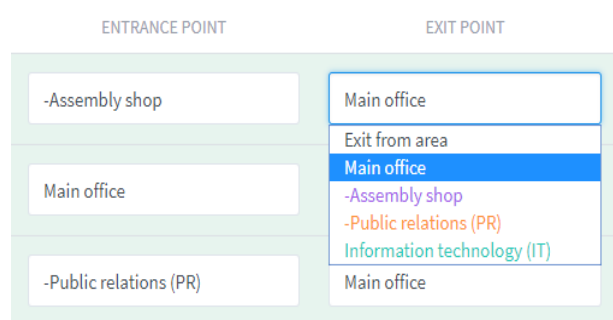 ENTRANCE POINT EXIT POINT
-Assembly shop Main office
Exit from area
Main office
Main office
-Assembly shop
-Public relations (PR)
Information technology (IT)
-Public relations (PR) Main office